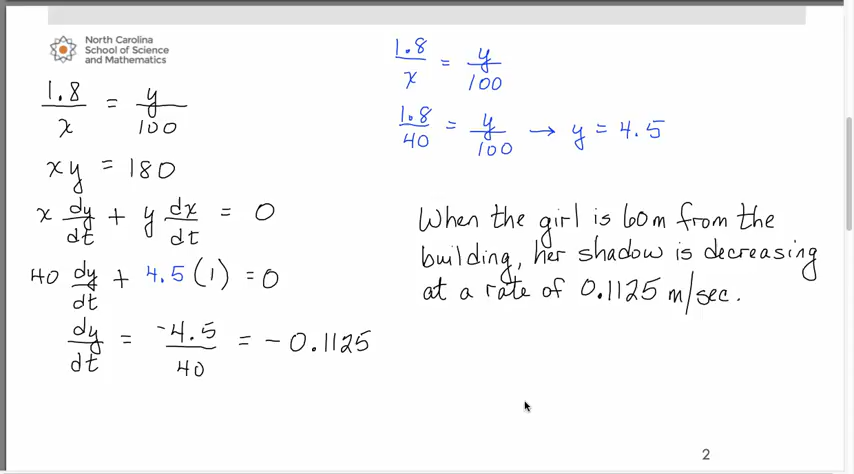 North Carolina
School of Science
and Mathematics
1.8/x = y/100
xy = 180
x dy/dt + y dx/dt = 0
40 dy/dt + 4.5 (1) = 0
dy/dt = -4.5/40 = -0.1125
1.8/x = y/100
1.8/40 = y/100 → y = 4.5
When the girl is 60m from the
building, her shadow is decreasing
at a rate of 0.1125 m/sec.
2